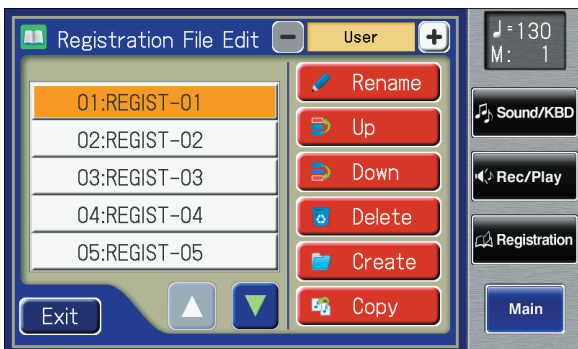 Registration File Edit
User
01:REGIST-01
02:REGIST-02
03:REGIST-03
04:REGIST-04
05:REGIST-05
Exit
Rename
Up
Down
Delete
Create
Copy
♩=130
M: 1
Sound/KBD
Rec/Play
Registration
Main